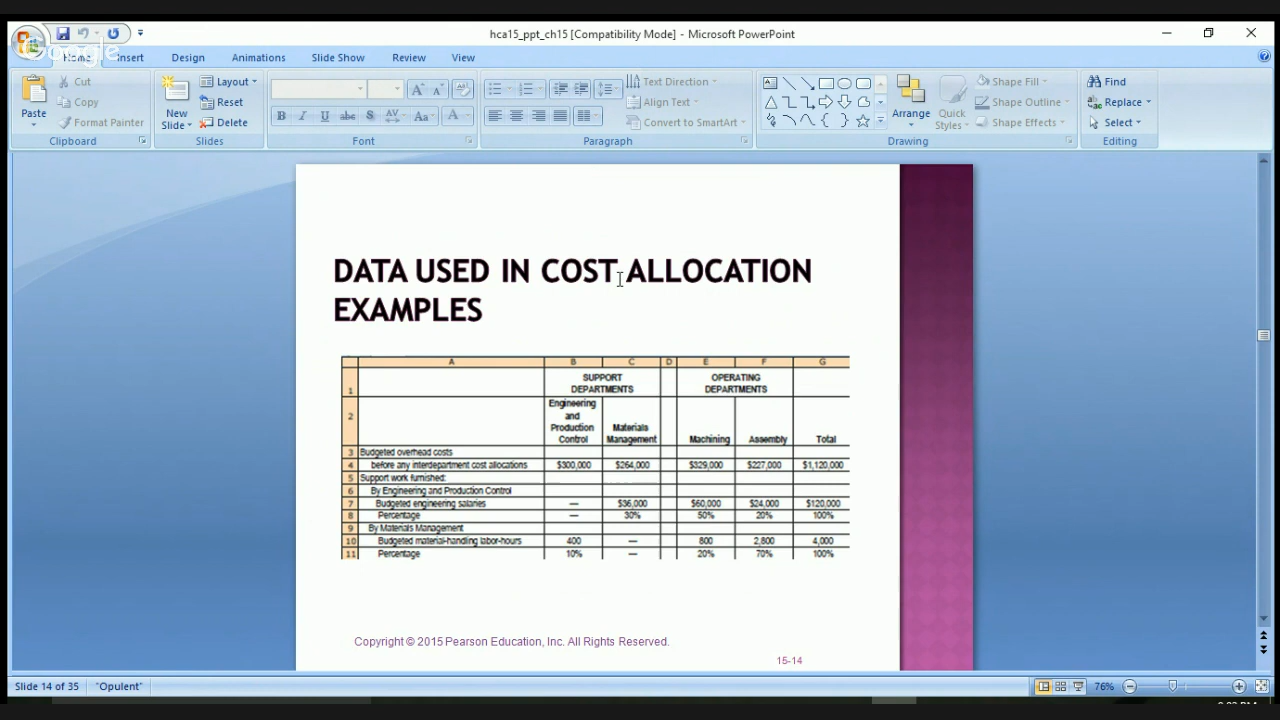 hca15_ppt_ch15 [Compatibility Mode] - Microsoft PowerPoint
Google
Home Insert Design Animations Slide Show Review View
Paste Cut Copy Format Painter Clipboard
New Slide Layout Reset Delete Slides
B I U abc S AV Aa A Font
Text Direction Align Text Convert to SmartArt Paragraph
Arrange Quick Styles Shape Fill Shape Outline Shape Effects Drawing
Find Replace Select Editing
DATA USED IN COST ALLOCATION
EXAMPLES
A B C D E F G
1 SUPPORT DEPARTMENTS OPERATING DEPARTMENTS
2 Engineering and Production Control Materials Management Machining Assembly Total
3 Budgeted overhead costs
4 before any interdepartment cost allocations $300,000 $264,000 $329,000 $227,000 $1,120,000
5 Support work furnished:
6 By Engineering and Production Control
7 Budgeted engineering salaries — $36,000 $60,000 $24,000 $120,000
8 Percentage — 30% 50% 20% 100%
9 By Materials Management
10 Budgeted material-handling labor-hours 400 — 800 2,800 4,000
11 Percentage 10% — 20% 70% 100%
Copyright © 2015 Pearson Education, Inc. All Rights Reserved.
15-14
Slide 14 of 35 "Opulent" 76%